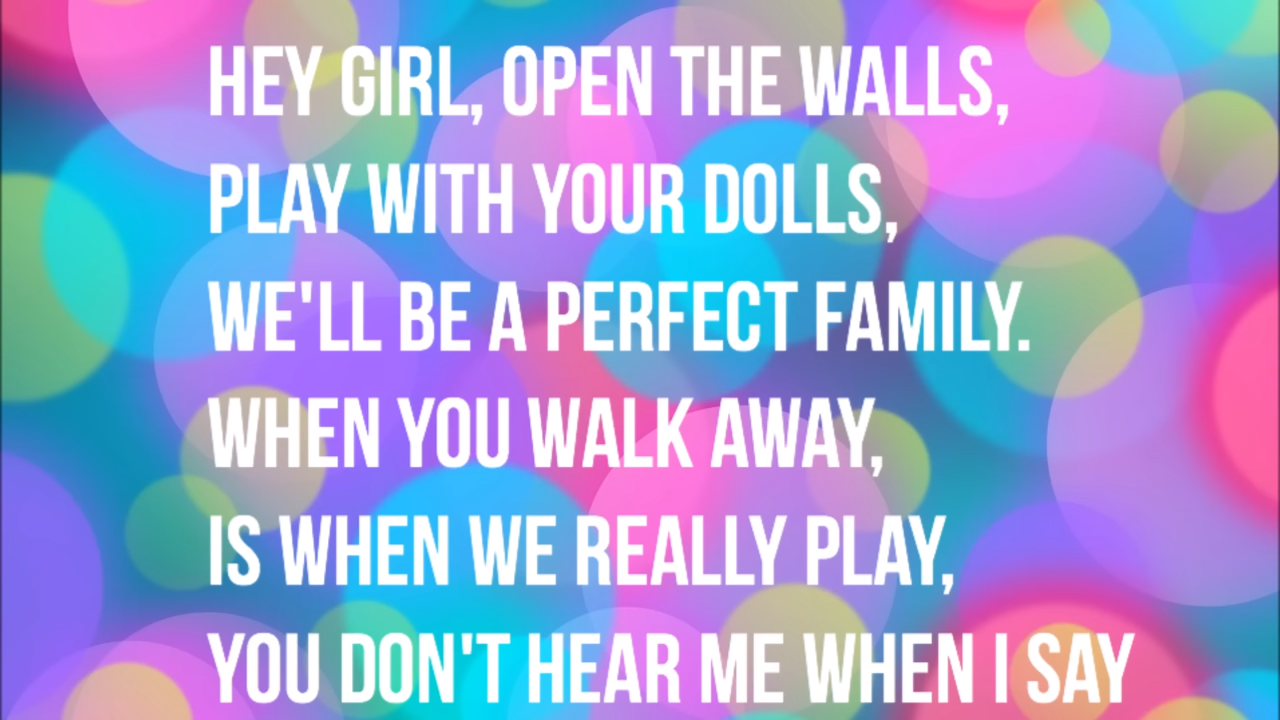 HEY GIRL, OPEN THE WALLS,
PLAY WITH YOUR DOLLS,
WE'LL BE A PERFECT FAMILY.
WHEN YOU WALK AWAY,
IS WHEN WE REALLY PLAY,
YOU DON'T HEAR ME WHEN I SAY